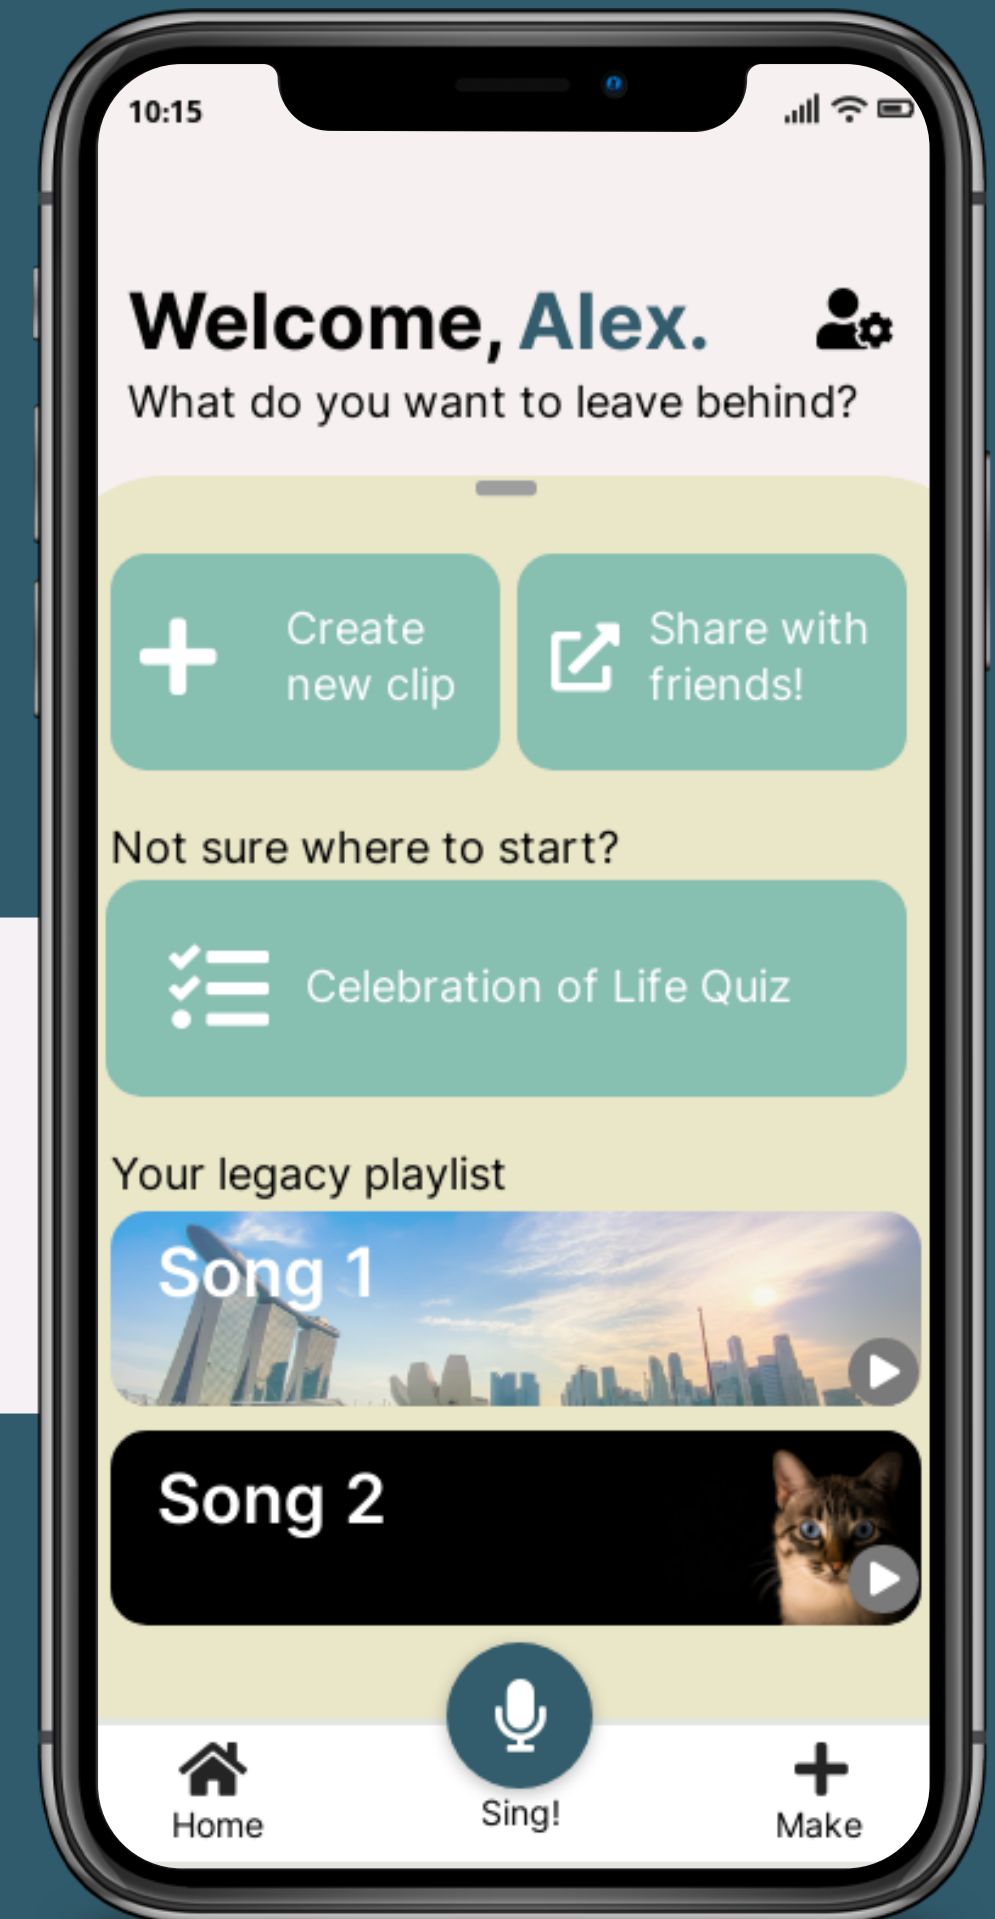 10:15
Welcome, Alex.
What do you want to leave behind?
Create
new clip
Share with
friends!
Not sure where to start?
Celebration of Life Quiz
Your legacy playlist
Song 1
Song 2
Home
Sing!
Make